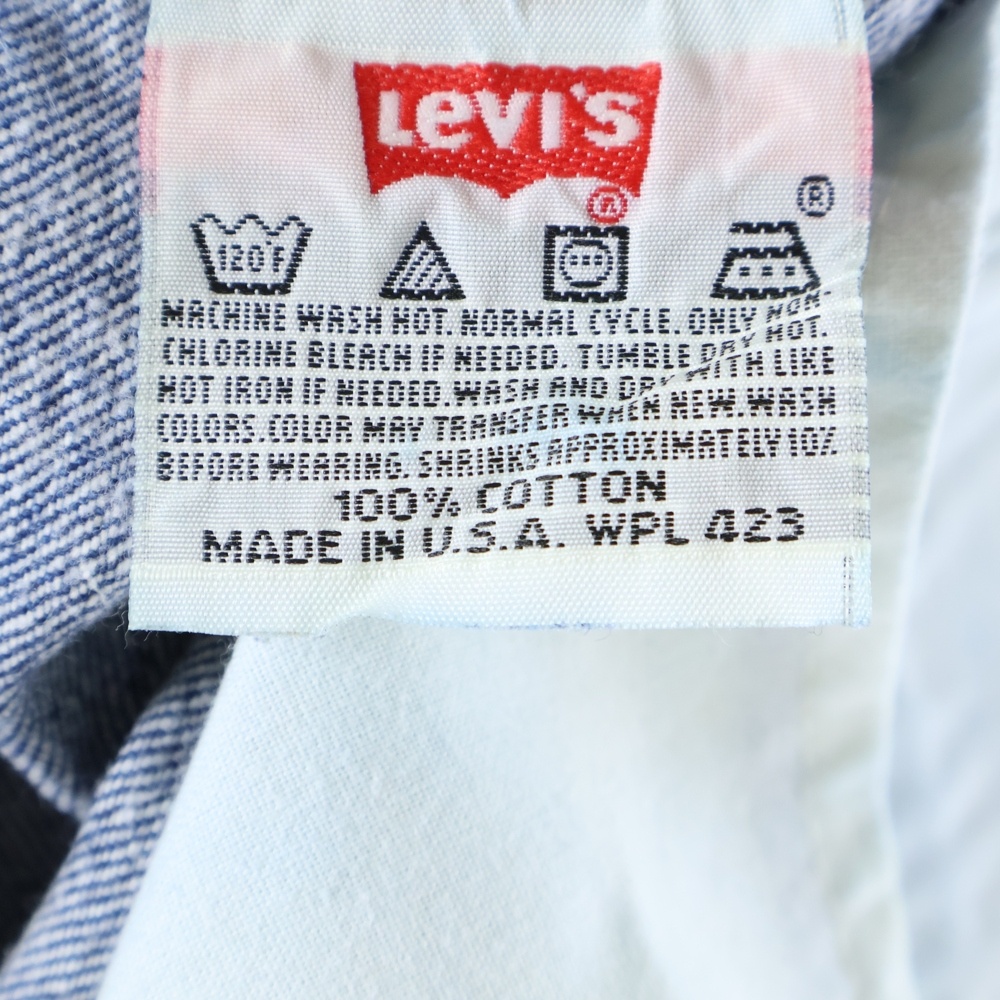 LEVI'S
®
®
120°F
MACHINE WASH HOT. NORMAL CYCLE. ONLY NON-
CHLORINE BLEACH IF NEEDED. TUMBLE DRY HOT.
HOT IRON IF NEEDED. WASH AND DRY WITH LIKE
COLORS. COLOR MAY TRANSFER WHEN NEW. WASH
BEFORE WEARING. SHRINKS APPROXIMATELY 10%
100% COTTON
MADE IN U.S.A. WPL 423